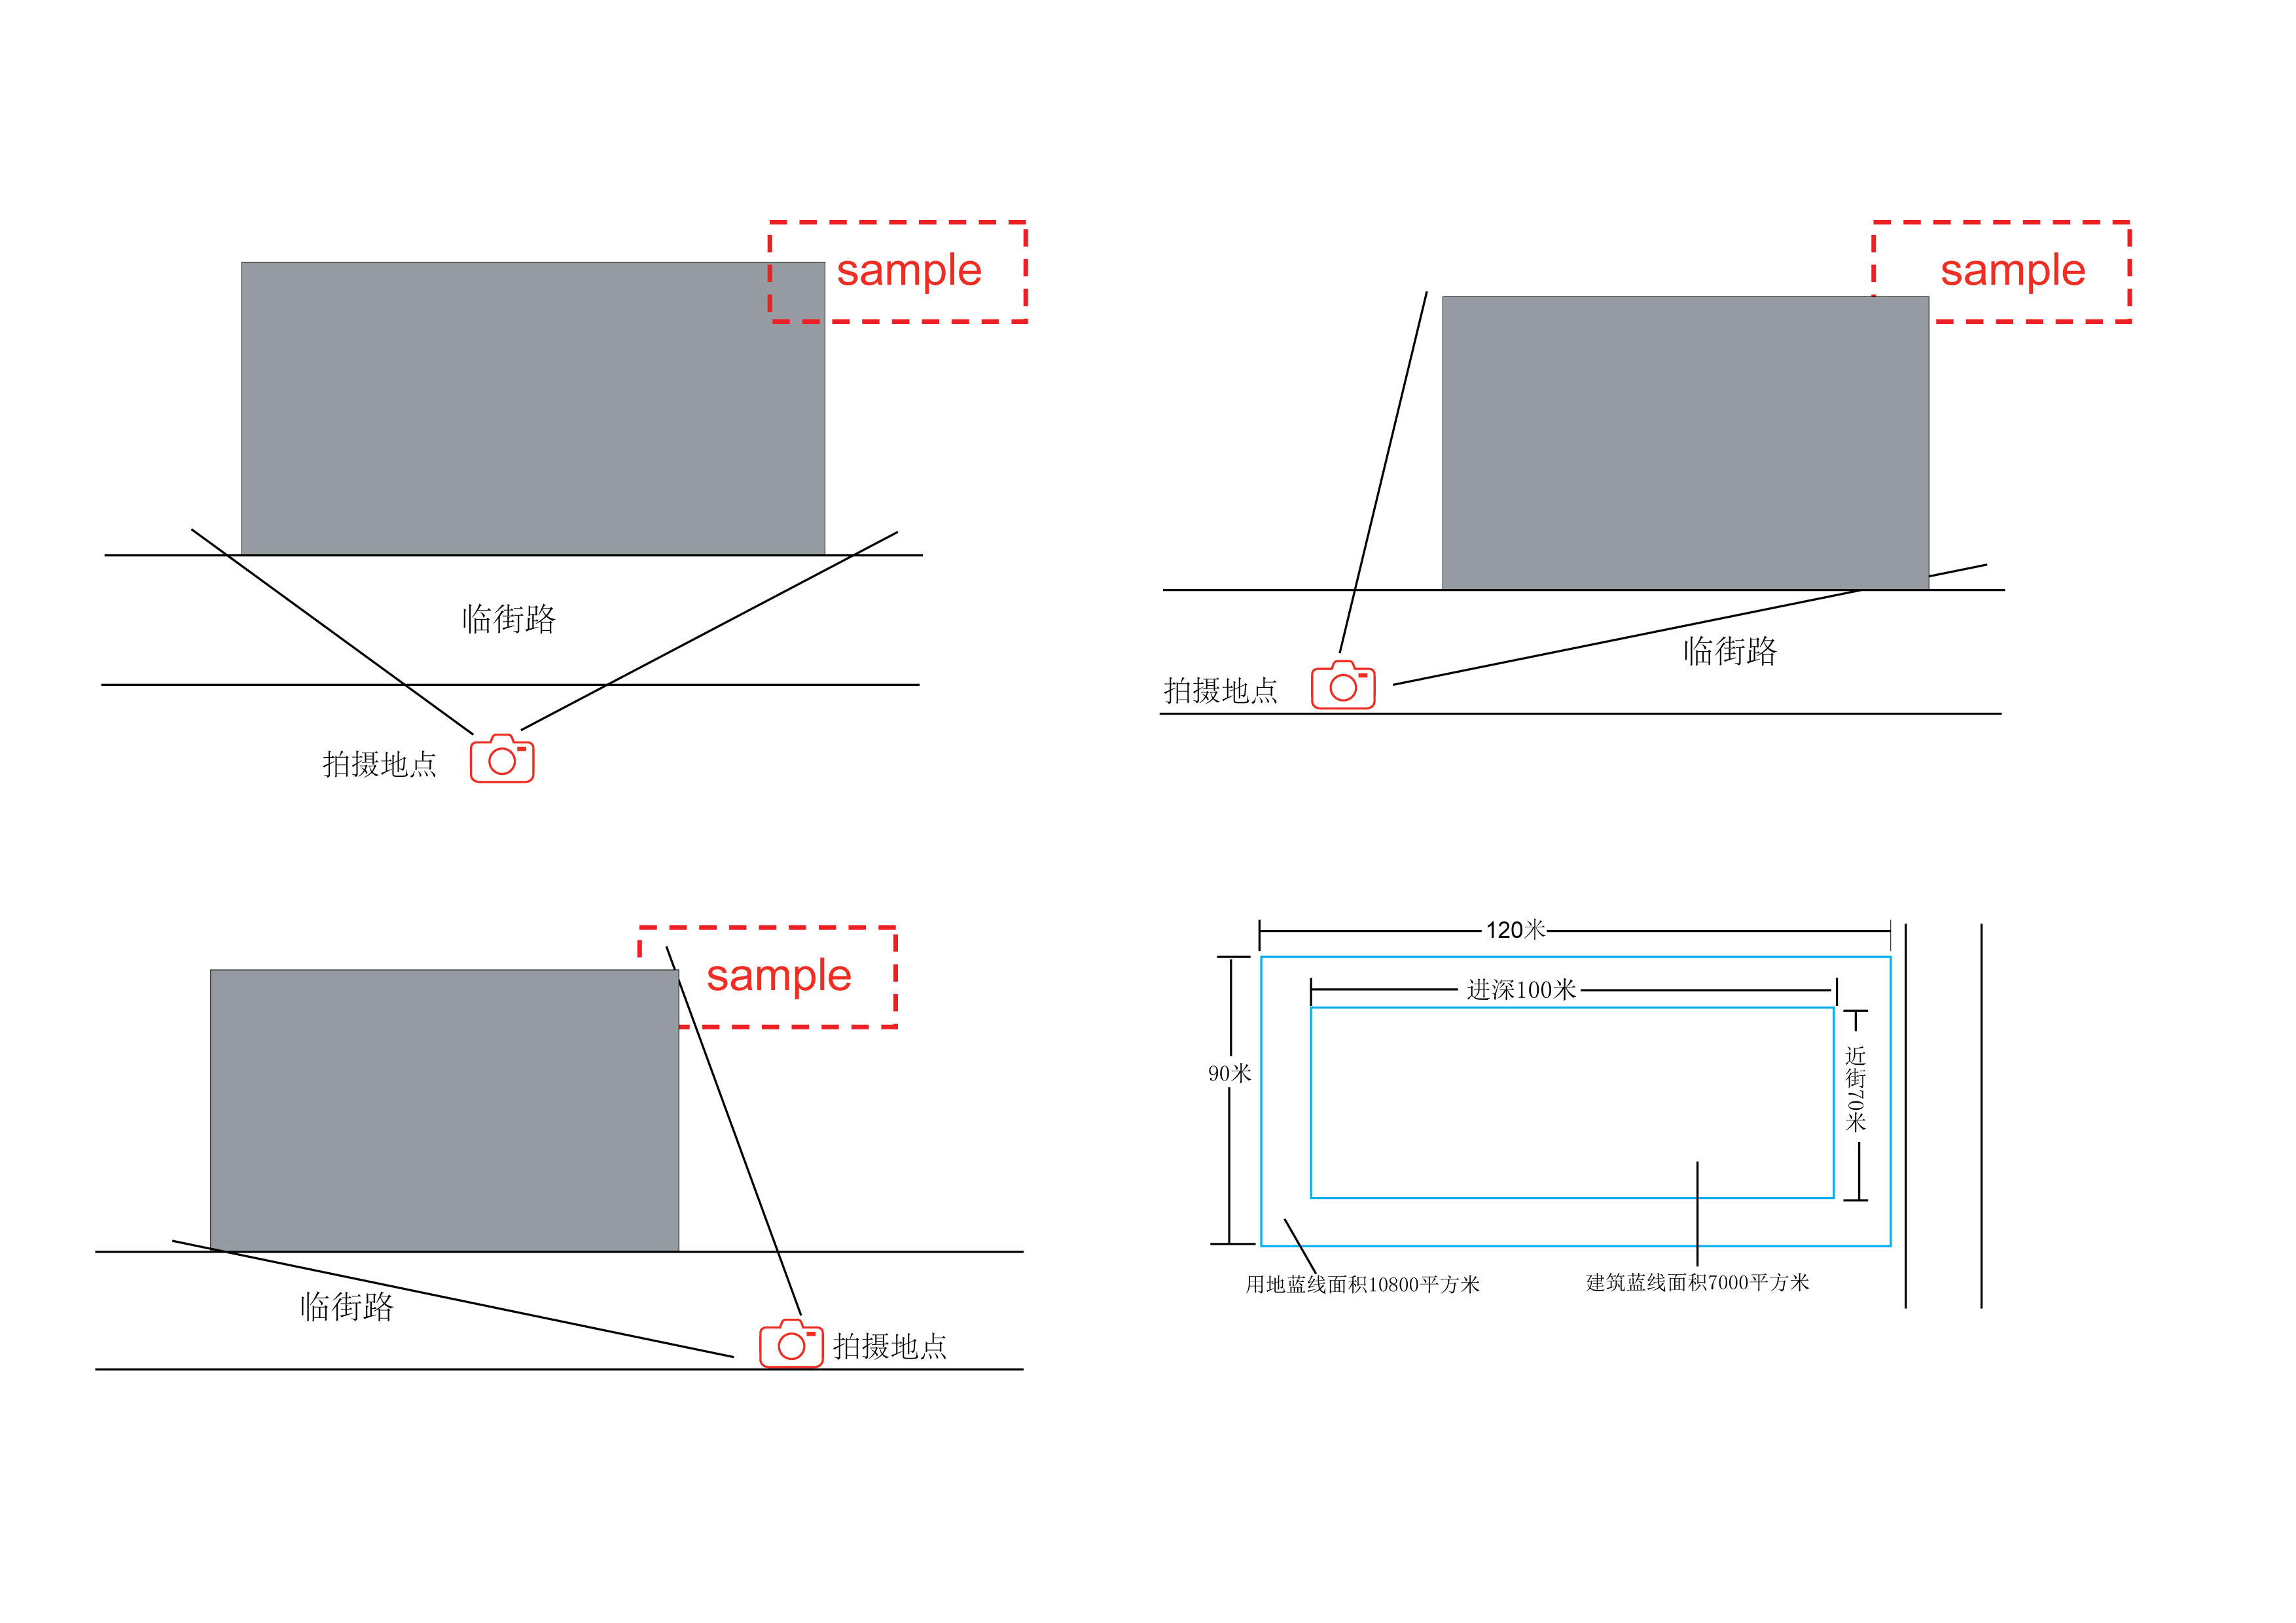 sample
临街路
拍摄地点
sample
临街路
拍摄地点
sample
临街路
拍摄地点
120米
进深100米
90米
近街70米
用地蓝线面积10800平方米
建筑蓝线面积7000平方米